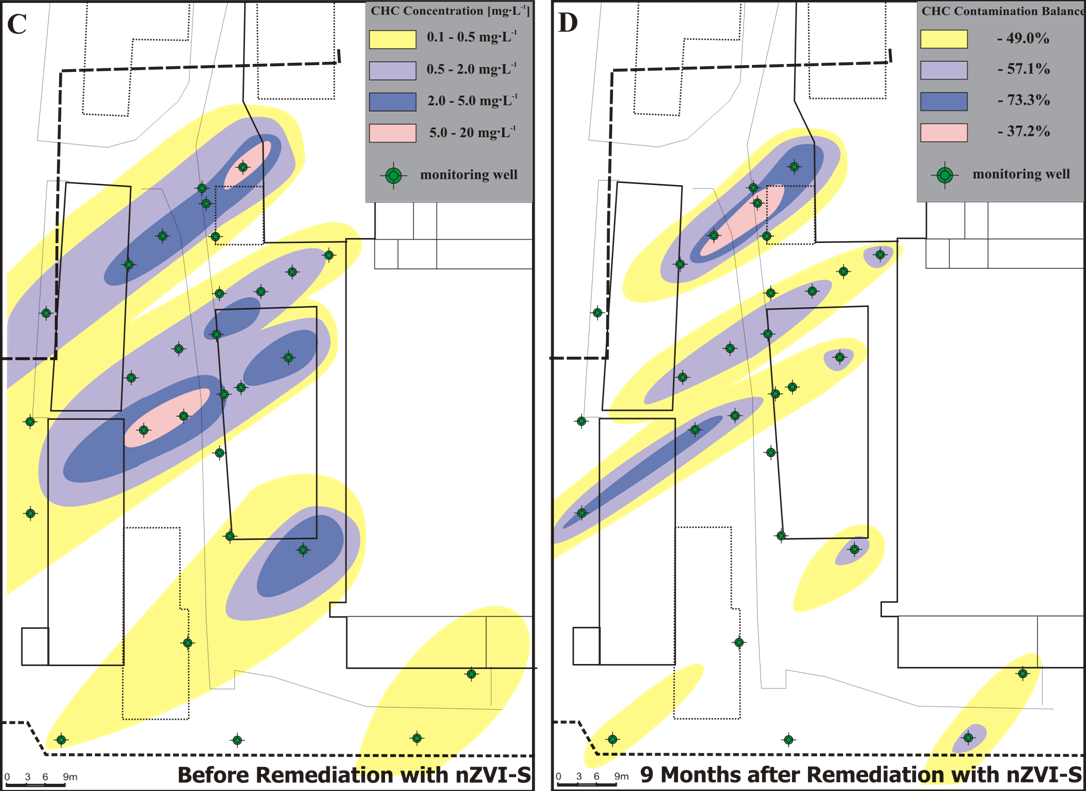 C
CHC Concentration [mg·L⁻¹]
0.1 - 0.5 mg·L⁻¹
0.5 - 2.0 mg·L⁻¹
2.0 - 5.0 mg·L⁻¹
5.0 - 20 mg·L⁻¹
monitoring well
0 3 6 9m
Before Remediation with nZVI-S
D
CHC Contamination Balance
- 49.0%
- 57.1%
- 73.3%
- 37.2%
monitoring well
0 3 6 9m
9 Months after Remediation with nZVI-S